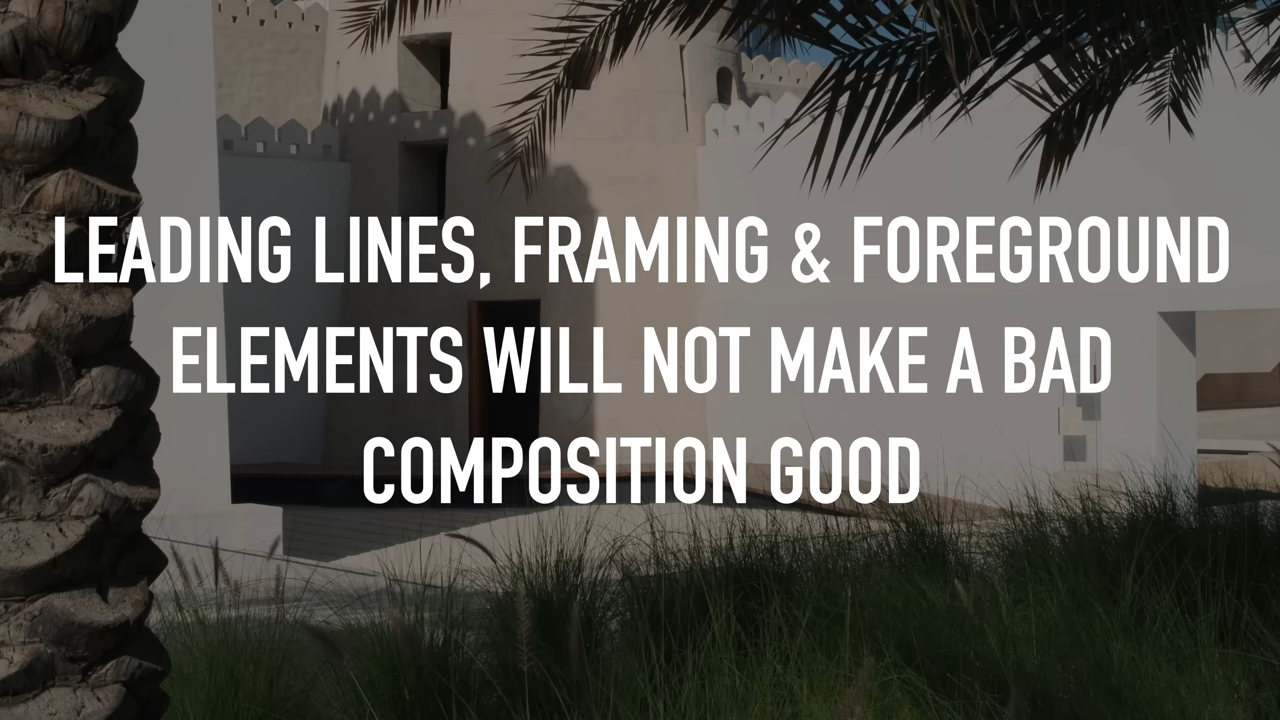 LEADING LINES, FRAMING & FOREGROUND
ELEMENTS WILL NOT MAKE A BAD
COMPOSITION GOOD